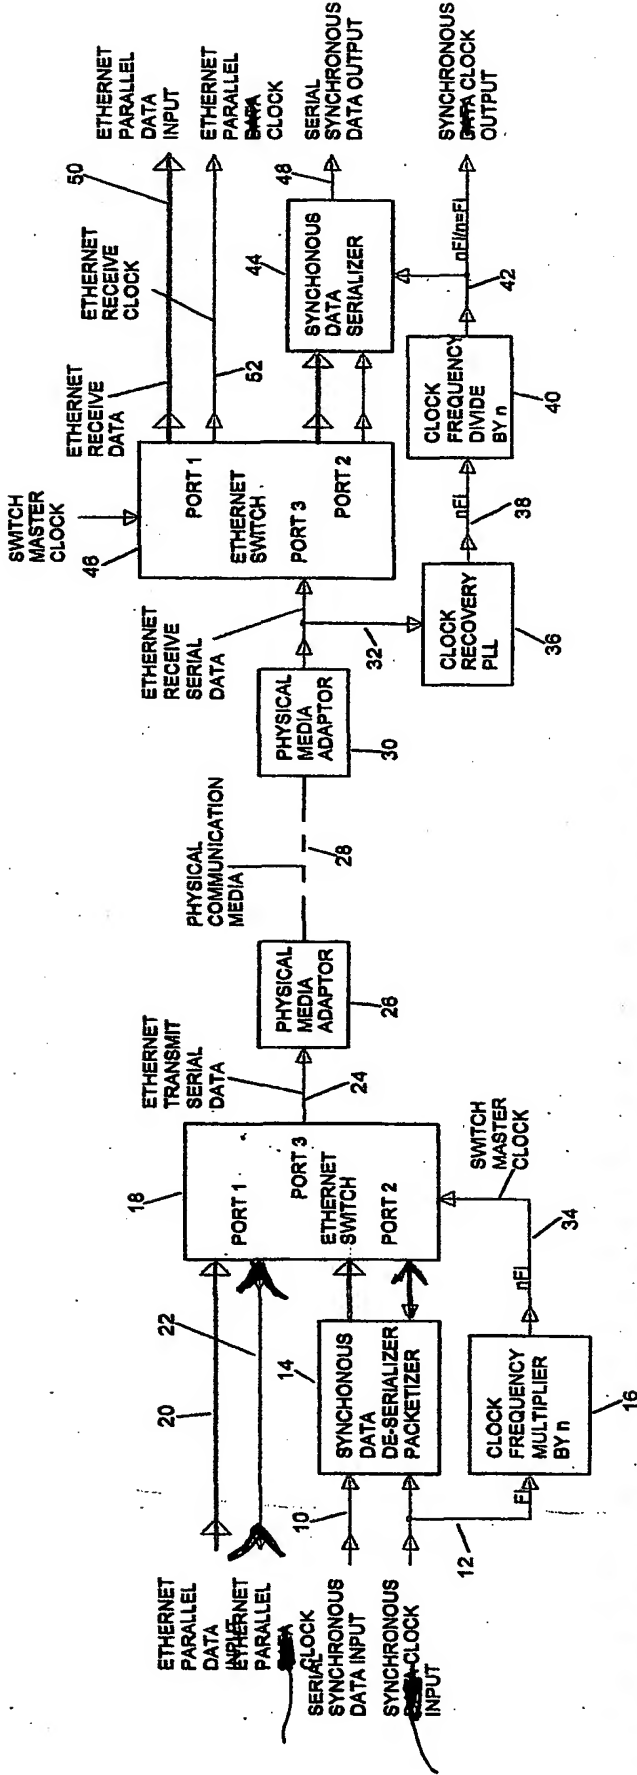 ETHERNET
PARALLEL
DATA
INPUT
ETHERNET
PARALLEL
CLOCK
SERIAL
SYNCHRONOUS
DATA INPUT
SYNCHRONOUS
CLOCK
INPUT
20
22
10
12
Fi
14
SYNCHONOUS
DATA
DE-SERIALIZER
PACKETIZER
CLOCK
FREQUENCY
MULTIPLIER
BY n
16
nFi
34
SWITCH
MASTER
CLOCK
18
PORT 1
PORT 3
ETHERNET
SWITCH
PORT 2
ETHERNET
TRANSMIT
SERIAL
DATA
24
PHYSICAL
MEDIA
ADAPTOR
26
PHYSICAL
COMMUNICATION
MEDIA
28
PHYSICAL
MEDIA
ADAPTOR
30
ETHERNET
RECEIVE
SERIAL
DATA
32
CLOCK
RECOVERY
PLL
36
SWITCH
MASTER
CLOCK
46
PORT 1
ETHERNET
SWITCH
PORT 3
PORT 2
nFi
38
CLOCK
FREQUENCY
DIVIDE
BY n
40
ETHERNET
RECEIVE
DATA
52
ETHERNET
RECEIVE
CLOCK
50
44
SYNCHONOUS
DATA
SERIALIZER
42
nFi/n=Fi
48
ETHERNET
PARALLEL
DATA
INPUT
ETHERNET
PARALLEL
DATA CLOCK
SERIAL
SYNCHRONOUS
DATA OUTPUT
SYNCHRONOUS
DATA CLOCK
OUTPUT